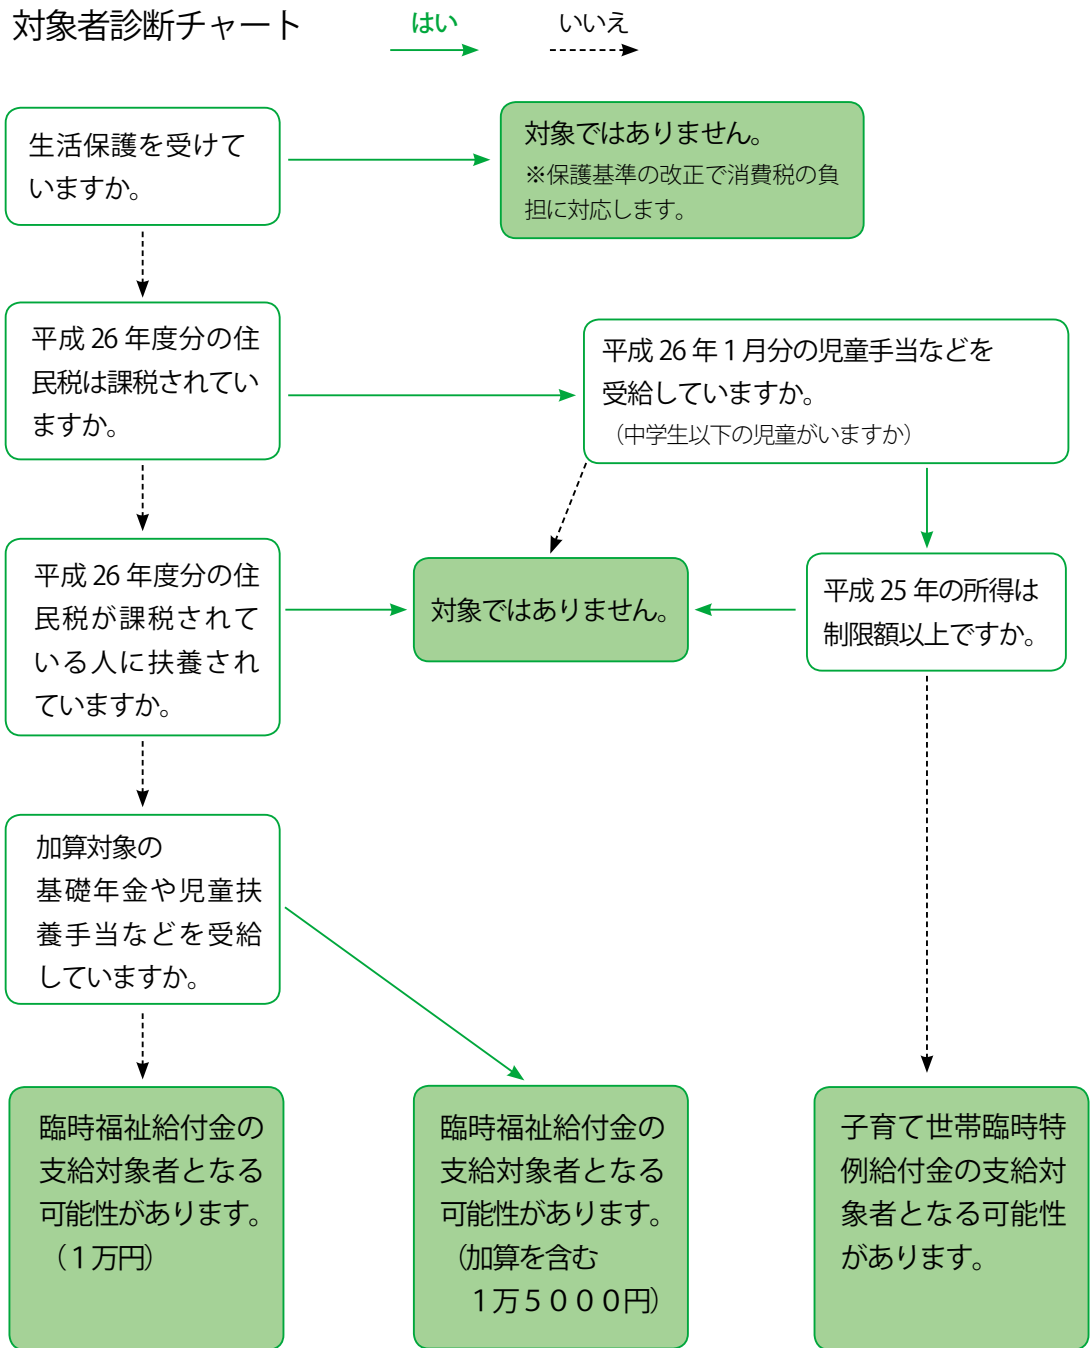 対象者診断チャート
はい
いいえ
生活保護を受けて
いますか。
対象ではありません。
※保護基準の改正で消費税の負
担に対応します。
平成 26 年度分の住
民税は課税されてい
ますか。
平成 26 年 1 月分の児童手当などを
受給していますか。
（中学生以下の児童がいますか）
平成 26 年度分の住
民税が課税されて
いる人に扶養され
ていますか。
対象ではありません。
平成 25 年の所得は
制限額以上ですか。
加算対象の
基礎年金や児童扶
養手当などを受給
していますか。
臨時福祉給付金の
支給対象者となる
可能性があります。
（１万円）
臨時福祉給付金の
支給対象者となる
可能性があります。
（加算を含む
１万５０００円）
子育て世帯臨時特
例給付金の支給対
象者となる可能性
があります。